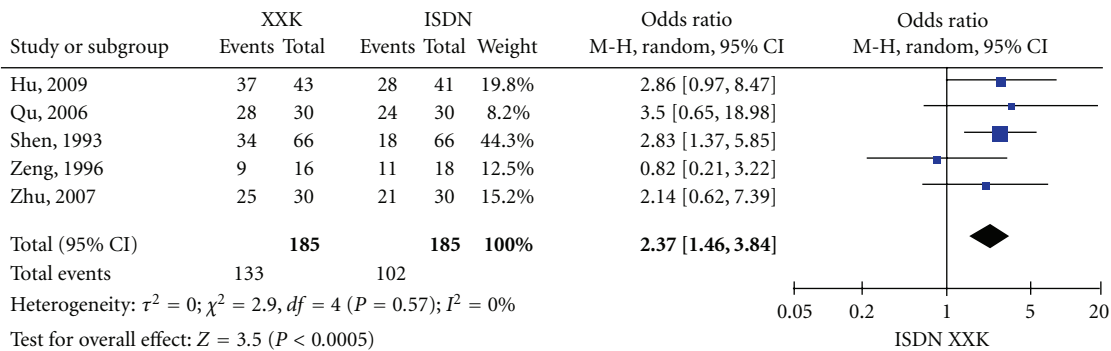 XXK ISDN Odds ratio Odds ratio
Study or subgroup Events Total Events Total Weight M-H, random, 95% CI M-H, random, 95% CI
Hu, 2009 37 43 28 41 19.8% 2.86 [0.97, 8.47]
Qu, 2006 28 30 24 30 8.2% 3.5 [0.65, 18.98]
Shen, 1993 34 66 18 66 44.3% 2.83 [1.37, 5.85]
Zeng, 1996 9 16 11 18 12.5% 0.82 [0.21, 3.22]
Zhu, 2007 25 30 21 30 15.2% 2.14 [0.62, 7.39]
Total (95% CI) 185 185 100% 2.37 [1.46, 3.84]
Total events 133 102
Heterogeneity: τ² = 0; χ² = 2.9, df = 4 (P = 0.57); I² = 0%
0.05 0.2 1 5 20
Test for overall effect: Z = 3.5 (P < 0.0005) ISDN XXK